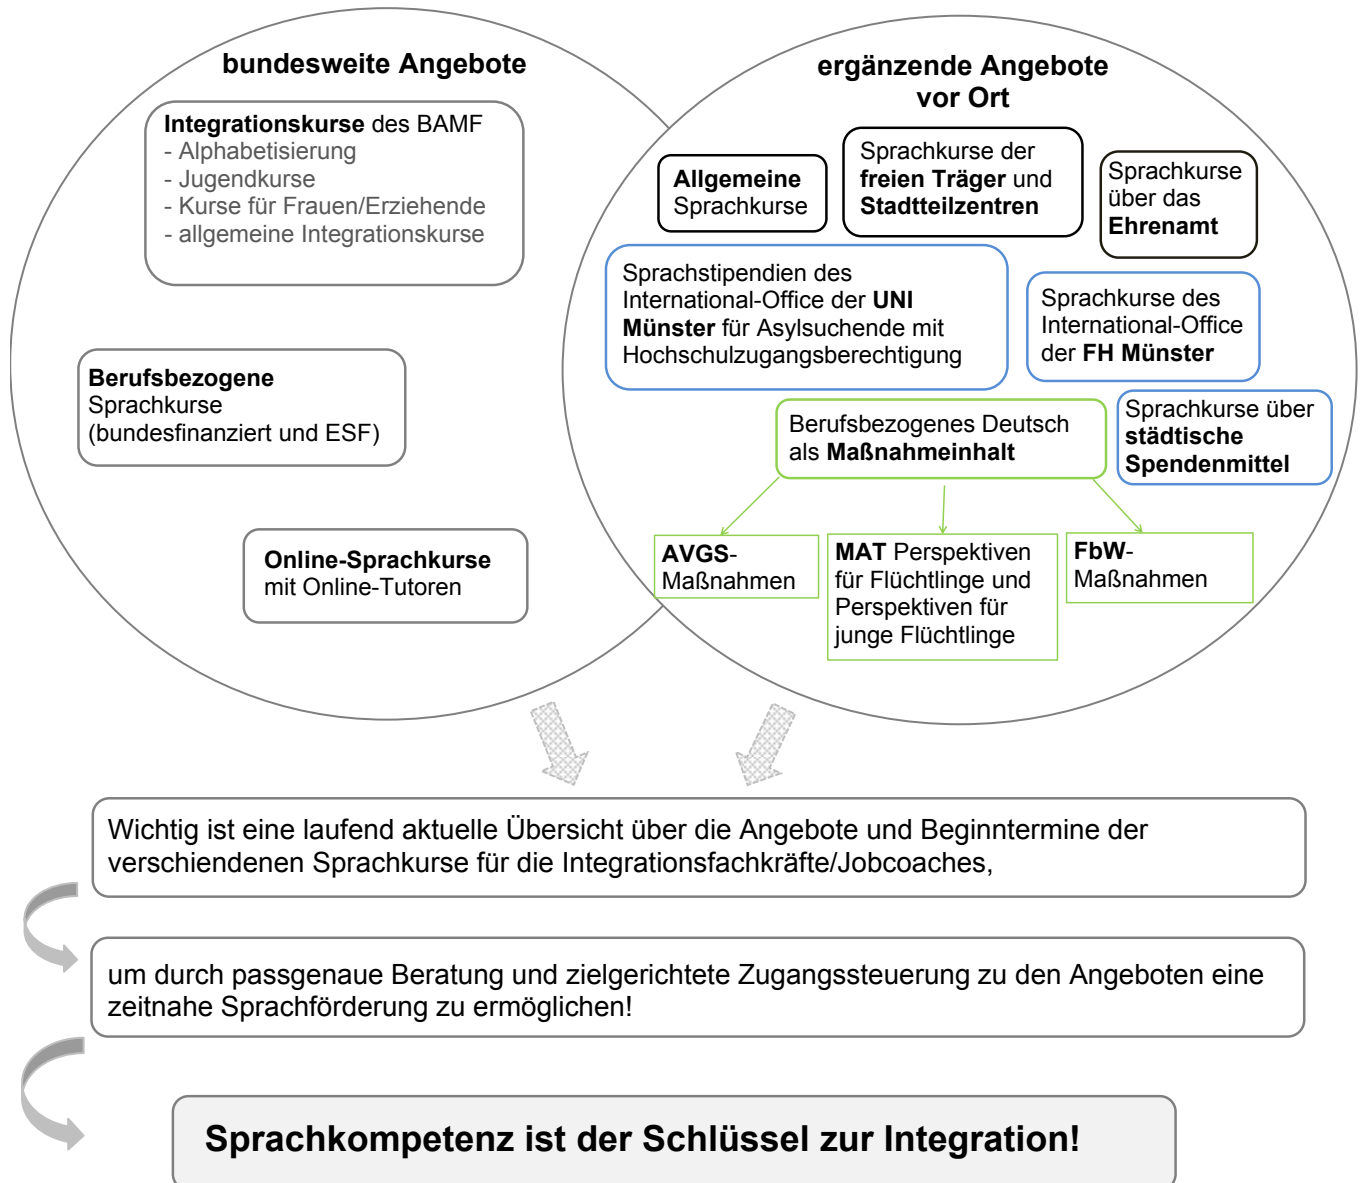 bundesweite Angebote
Integrationskurse des BAMF
- Alphabetisierung
- Jugendkurse
- Kurse für Frauen/Erziehende
- allgemeine Integrationskurse
Berufsbezogene
Sprachkurse
(bundesfinanziert und ESF)
Online-Sprachkurse
mit Online-Tutoren
ergänzende Angebote
vor Ort
Allgemeine
Sprachkurse
Sprachkurse der
freien Träger und
Stadtteilzentren
Sprachkurse
über das
Ehrenamt
Sprachstipendien des
International-Office der UNI
Münster für Asylsuchende mit
Hochschulzugangsberechtigung
Sprachkurse des
International-Office
der FH Münster
Berufsbezogenes Deutsch
als Maßnahmeinhalt
Sprachkurse über
städtische
Spendenmittel
AVGS-
Maßnahmen
MAT Perspektiven
für Flüchtlinge und
Perspektiven für
junge Flüchtlinge
FbW-
Maßnahmen
Wichtig ist eine laufend aktuelle Übersicht über die Angebote und Beginntermine der
verschiendenen Sprachkurse für die Integrationsfachkräfte/Jobcoaches,
um durch passgenaue Beratung und zielgerichtete Zugangssteuerung zu den Angeboten eine
zeitnahe Sprachförderung zu ermöglichen!
Sprachkompetenz ist der Schlüssel zur Integration!